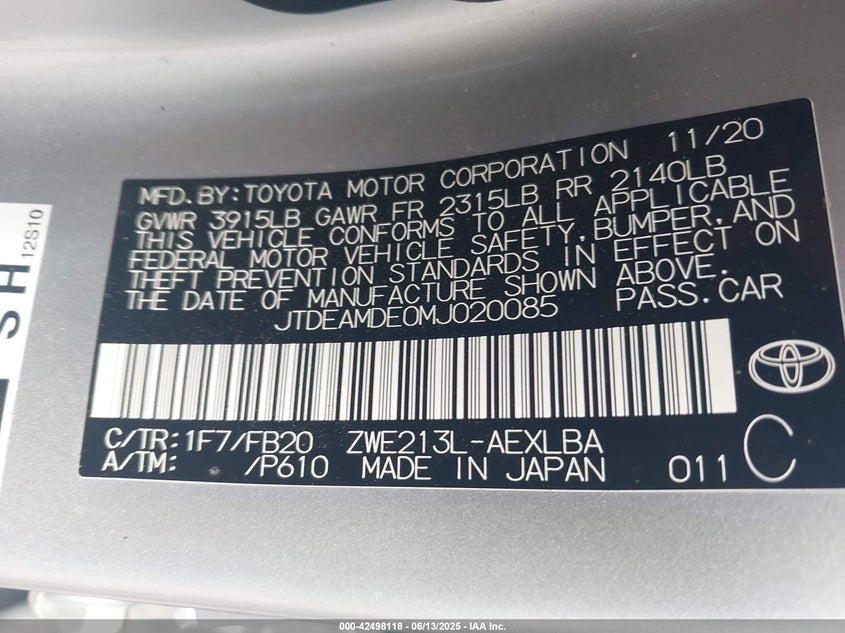 MFD.BY:TOYOTA MOTOR CORPORATION 11/20
GVWR 3915LB GAWR FR 2315LB RR 2140LB
THIS VEHICLE CONFORMS TO ALL APPLICABLE
FEDERAL MOTOR VEHICLE SAFETY,BUMPER,AND
THEFT PREVENTION STANDARDS IN EFFECT ON
THE DATE OF MANUFACTURE SHOWN ABOVE.
JTDEAMDE0MJ020085 PASS.CAR
C/TR:1F7/FB20 ZWE213L-AEXLBA
A/TM: /P610 MADE IN JAPAN 011 C
SH
12S10
000-42498118 - 06/13/2025 - IAA Inc.